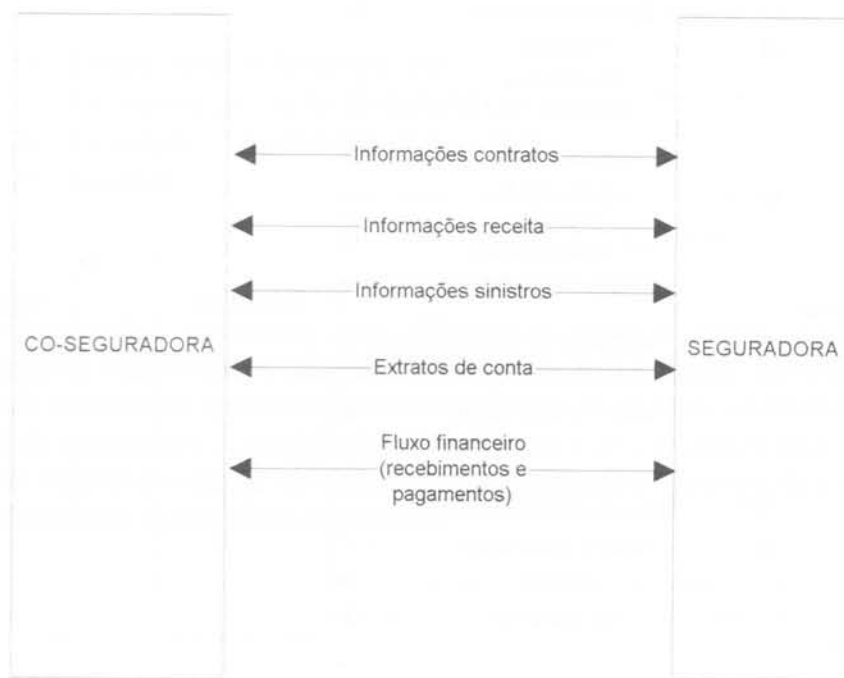 Informações contratos
Informações receita
Informações sinistros
CO-SEGURADORA
SEGURADORA
Extratos de conta
Fluxo financeiro
(recebimentos e
pagamentos)